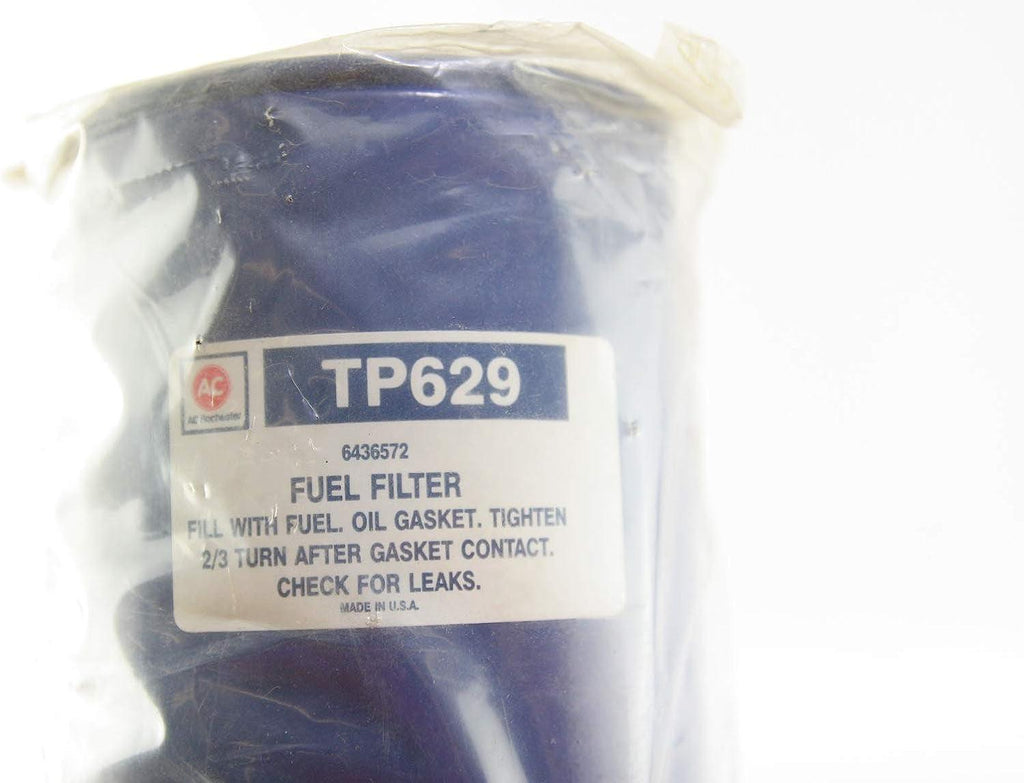 AC
AC Rochester
TP629
6436572
FUEL FILTER
FILL WITH FUEL. OIL GASKET. TIGHTEN
2/3 TURN AFTER GASKET CONTACT.
CHECK FOR LEAKS.
MADE IN U.S.A.